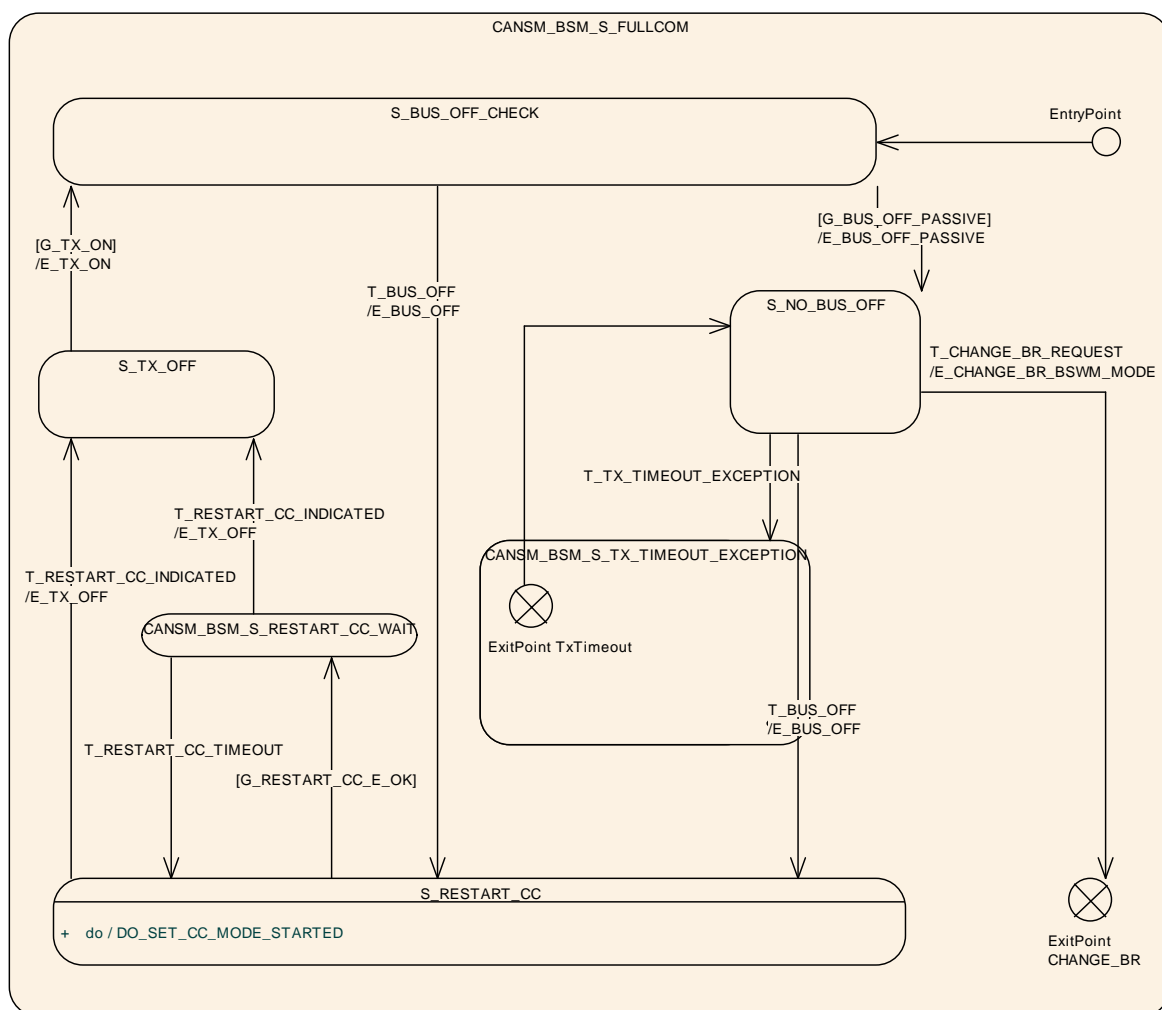 CANSM_BSM_S_FULLCOM
S_BUS_OFF_CHECK
EntryPoint
[G_BUS_OFF_PASSIVE]
/E_BUS_OFF_PASSIVE
[G_TX_ON]
/E_TX_ON
T_BUS_OFF
/E_BUS_OFF
S_NO_BUS_OFF
T_CHANGE_BR_REQUEST
/E_CHANGE_BR_BSWM_MODE
S_TX_OFF
T_TX_TIMEOUT_EXCEPTION
T_RESTART_CC_INDICATED
/E_TX_OFF
CANSM_BSM_S_TX_TIMEOUT_EXCEPTION
T_RESTART_CC_INDICATED
/E_TX_OFF
CANSM_BSM_S_RESTART_CC_WAIT
ExitPoint TxTimeout
T_BUS_OFF
/E_BUS_OFF
T_RESTART_CC_TIMEOUT
[G_RESTART_CC_E_OK]
S_RESTART_CC
+ do / DO_SET_CC_MODE_STARTED
ExitPoint
CHANGE_BR